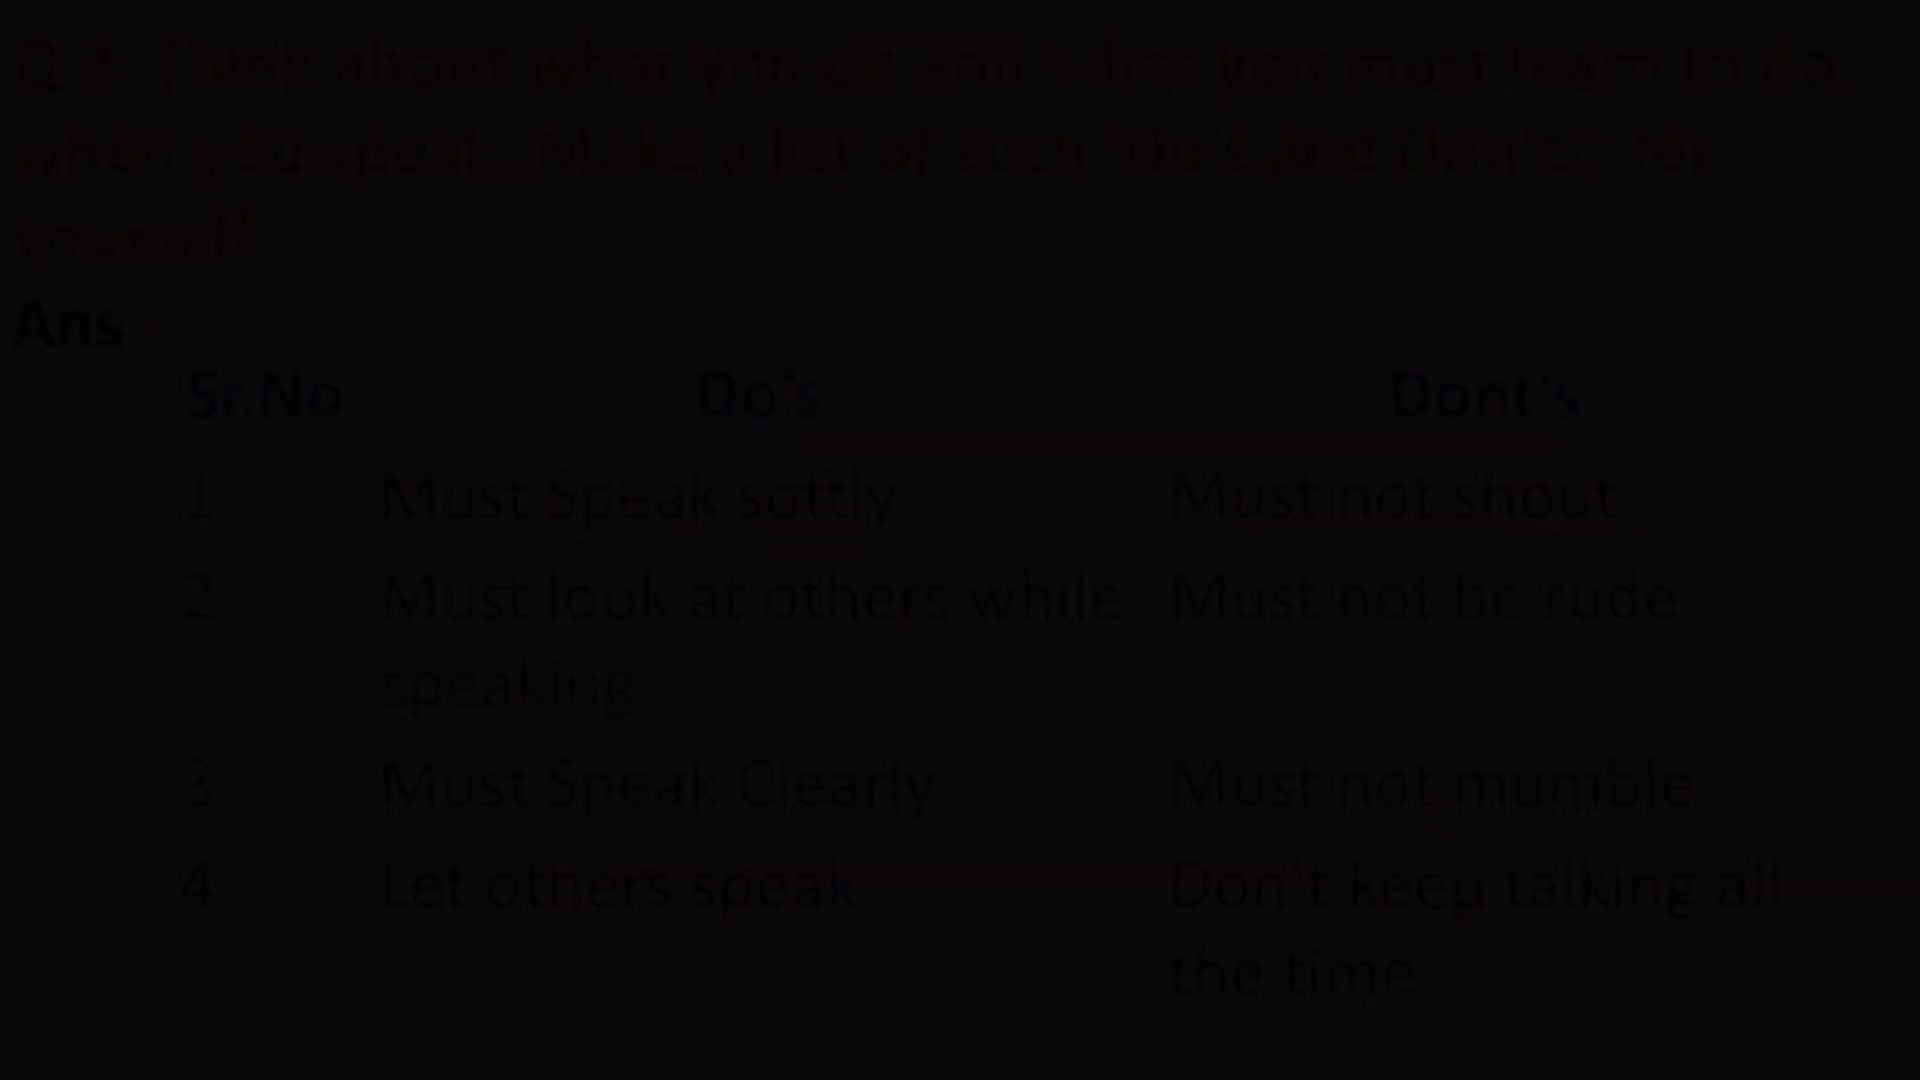 Q.2 Think about what you do and what you must learn to do,
when you speak. Make a list of such 'Do's and Don'ts' for
yourself
Ans
Sr.No Do's Dont's
1 Must Speak softly Must not shout
2 Must look at others while Must not be rude
speaking
3 Must Speak Clearly Must not mumble
4 Let others speak Don't keep talking all
the time